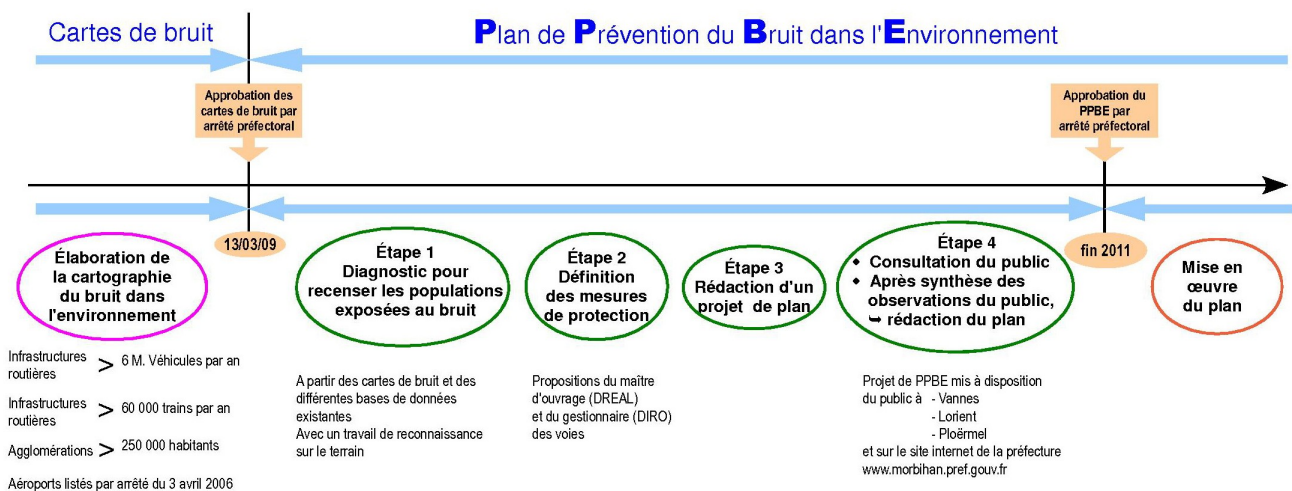 Cartes de bruit
Plan de Prévention du Bruit dans l'Environnement
Approbation des
cartes de bruit par
arrêté préfectoral
Approbation du
PPBE par
arrêté préfectoral
13/03/09
fin 2011
Élaboration de
la cartographie
du bruit dans
l'environnement
Étape 1
Diagnostic pour
recenser les populations
exposées au bruit
Étape 2
Définition
des mesures
de protection
Étape 3
Rédaction d'un
projet de plan
Étape 4
• Consultation du public
• Après synthèse des
observations du public,
➥ rédaction du plan
Mise en
œuvre
du plan
Infrastructures
routières > 6 M. Véhicules par an
Infrastructures
routières > 60 000 trains par an
Agglomérations > 250 000 habitants
Aéroports listés par arrêté du 3 avril 2006
A partir des cartes de bruit et des
différentes bases de données
existantes
Avec un travail de reconnaissance
sur le terrain
Propositions du maître
d'ouvrage (DREAL)
et du gestionnaire (DIRO)
des voies
Projet de PPBE mis à disposition
du public à - Vannes
- Lorient
- Ploërmel
et sur le site internet de la préfecture
www.morbihan.pref.gouv.fr